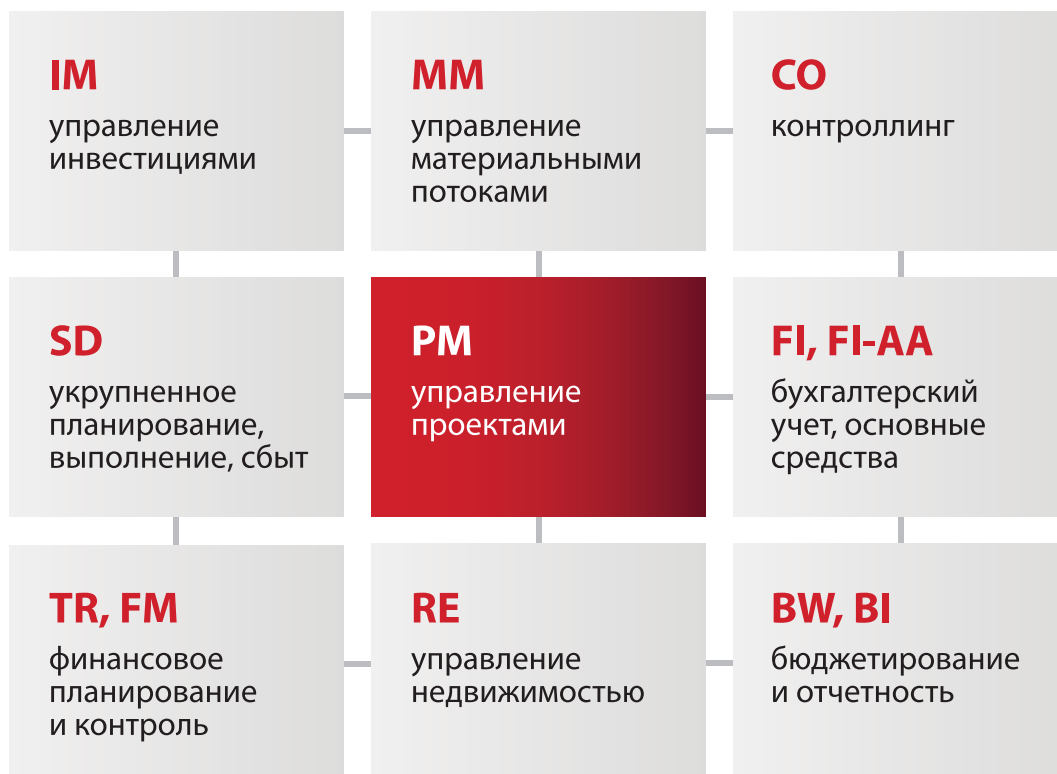 IM
управление
инвестициями
MM
управление
материальными
потоками
CO
контроллинг
SD
укрупненное
планирование,
выполнение, сбыт
PM
управление
проектами
FI, FI-AA
бухгалтерский
учет, основные
средства
TR, FM
финансовое
планирование
и контроль
RE
управление
недвижимостью
BW, BI
бюджетирование
и отчетность